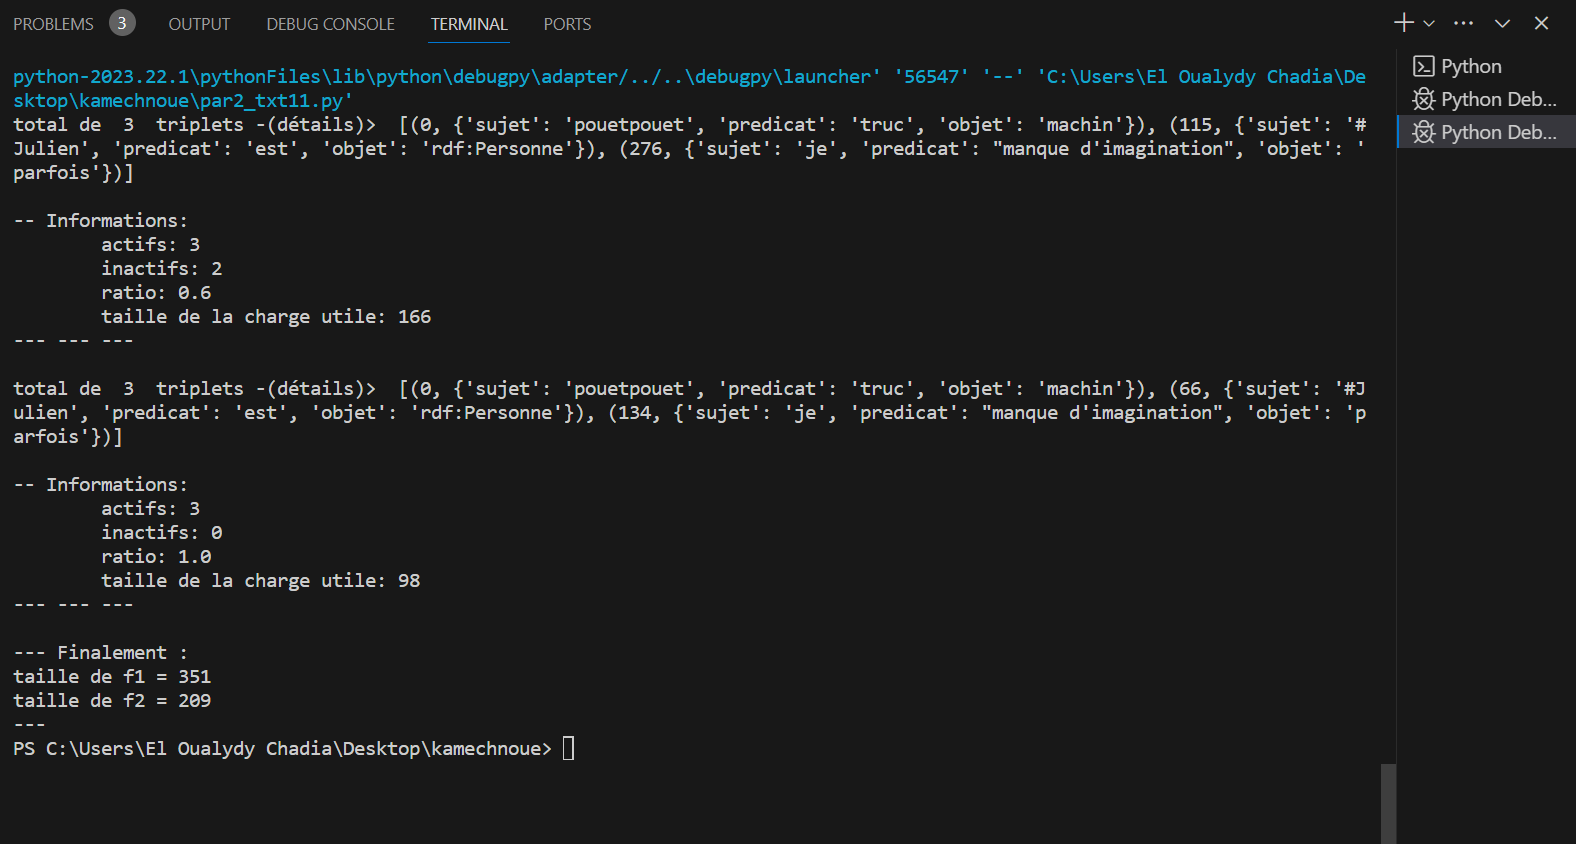 PROBLEMS 3 OUTPUT DEBUG CONSOLE TERMINAL PORTS
python-2023.22.1\pythonFiles\lib\python\debugpy\adapter/../..\debugpy\launcher' '56547' '--' 'C:\Users\El Oualydy Chadia\De
sktop\kamechnoue\par2_txt11.py'
total de  3  triplets -(détails)>  [(0, {'sujet': 'pouetpouet', 'predicat': 'truc', 'objet': 'machin'}), (115, {'sujet': '#
Julien', 'predicat': 'est', 'objet': 'rdf:Personne'}), (276, {'sujet': 'je', 'predicat': "manque d'imagination", 'objet': '
parfois'})]
-- Informations:
actifs: 3
inactifs: 2
ratio: 0.6
taille de la charge utile: 166
--- --- ---
total de  3  triplets -(détails)>  [(0, {'sujet': 'pouetpouet', 'predicat': 'truc', 'objet': 'machin'}), (66, {'sujet': '#J
ulien', 'predicat': 'est', 'objet': 'rdf:Personne'}), (134, {'sujet': 'je', 'predicat': "manque d'imagination", 'objet': 'p
arfois'})]
-- Informations:
actifs: 3
inactifs: 0
ratio: 1.0
taille de la charge utile: 98
--- --- ---
--- Finalement :
taille de f1 = 351
taille de f2 = 209
---
PS C:\Users\El Oualydy Chadia\Desktop\kamechnoue>
Python
Python Deb...
Python Deb...